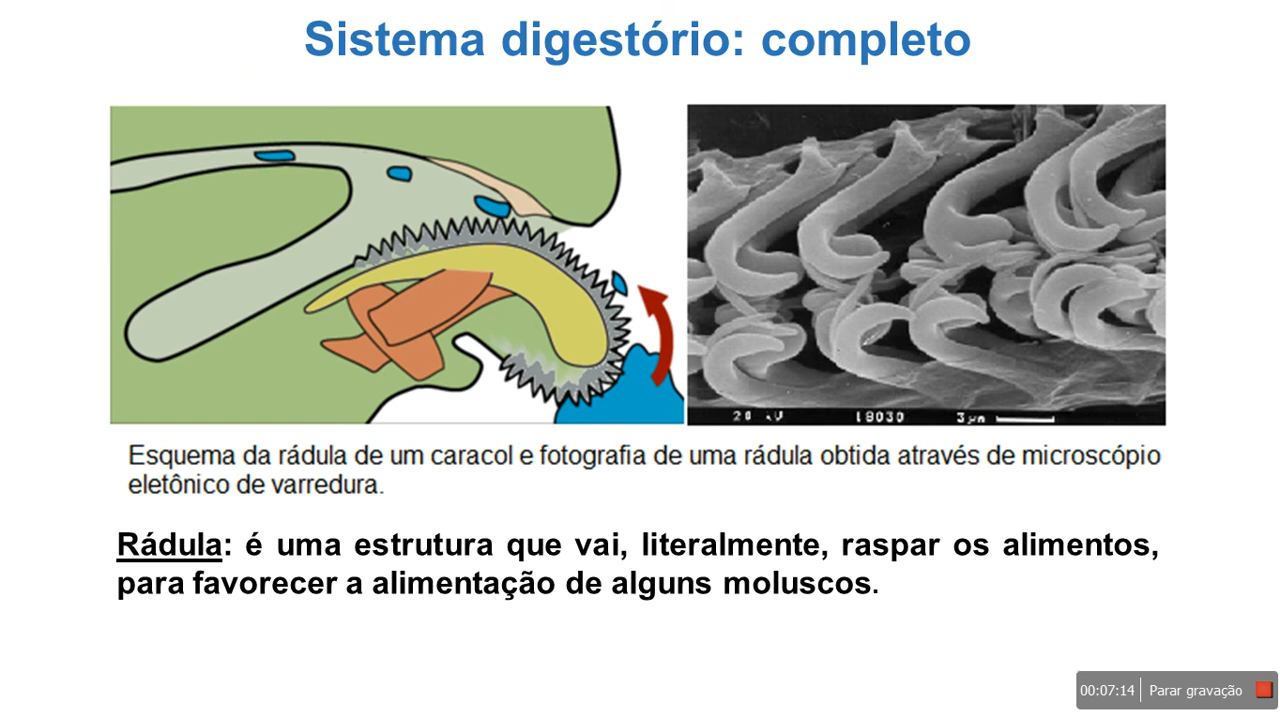 Sistema digestório: completo
20 kV 18030 3µm
Esquema da rádula de um caracol e fotografia de uma rádula obtida através de microscópio
eletônico de varredura.
Rádula: é uma estrutura que vai, literalmente, raspar os alimentos,
para favorecer a alimentação de alguns moluscos.
00:07:14 Parar gravação